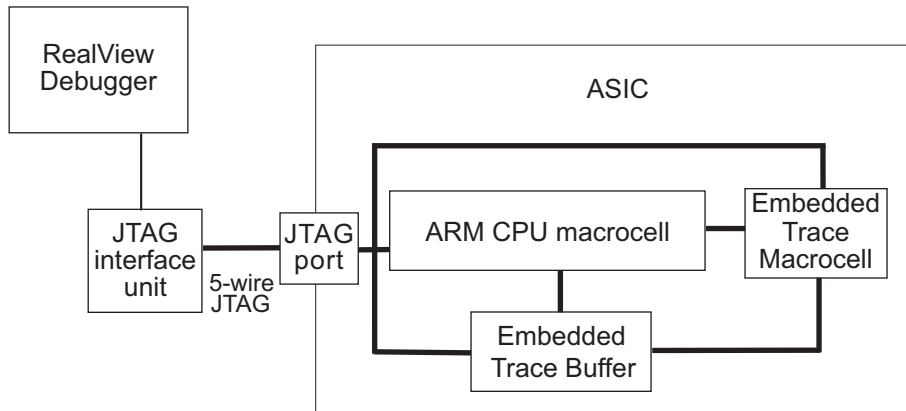 RealView
Debugger
ASIC
JTAG
interface
unit
5-wire
JTAG
JTAG
port
ARM CPU macrocell
Embedded
Trace
Macrocell
Embedded
Trace Buffer